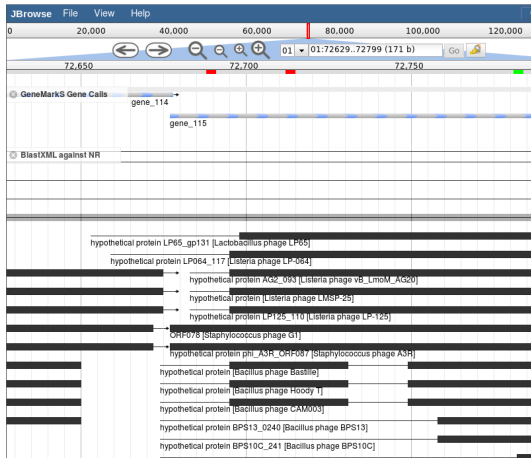 JBrowse File View Help
0 20,000 40,000 60,000 80,000 100,000 120,000
01 01:72629..72799 (171 b) Go
72,650 72,700 72,750
GeneMarkS Gene Calls
gene_114
gene_115
BlastXML against NR
hypothetical protein LP65_gp131 [Lactobacillus phage LP65]
hypothetical protein LP064_117 [Listeria phage LP-064]
hypothetical protein AG2_093 [Listeria phage vB_LmoM_AG20]
hypothetical protein [Listeria phage LMSP-25]
hypothetical protein LP125_110 [Listeria phage LP-125]
ORF078 [Staphylococcus phage G1]
hypothetical protein phi_A3R_ORF087 [Staphylococcus phage A3R]
hypothetical protein [Bacillus phage Bastille]
hypothetical protein [Bacillus phage Hoody T]
hypothetical protein [Bacillus phage CAM003]
hypothetical protein BPS13_0240 [Bacillus phage BPS13]
hypothetical protein BPS10C_241 [Bacillus phage BPS10C]